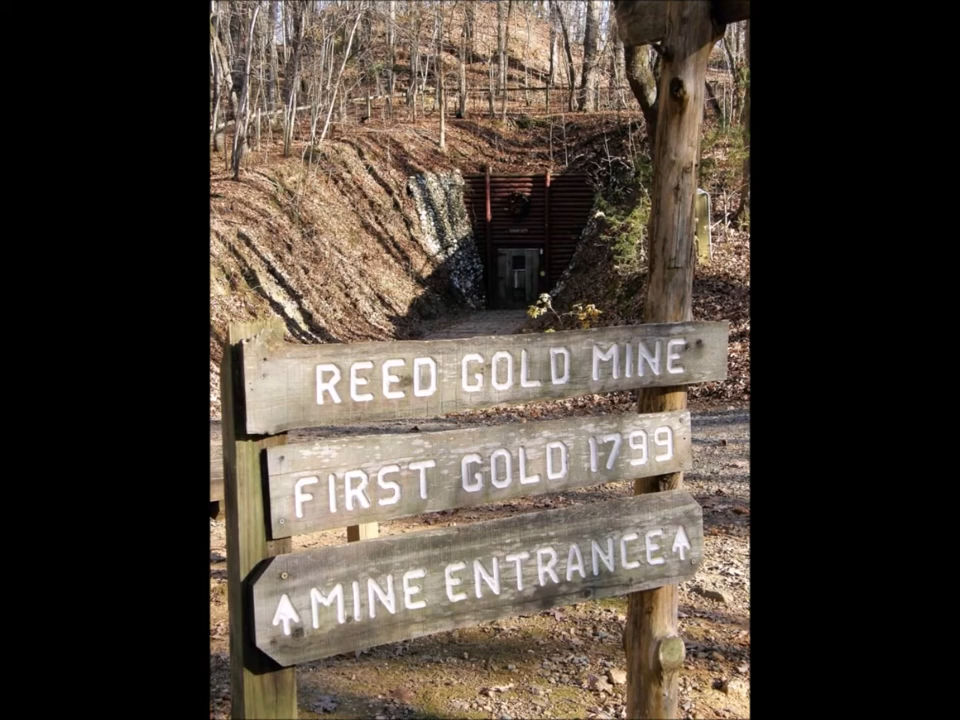 REED GOLD MINE
FIRST GOLD 1799
↑ MINE ENTRANCE ↑